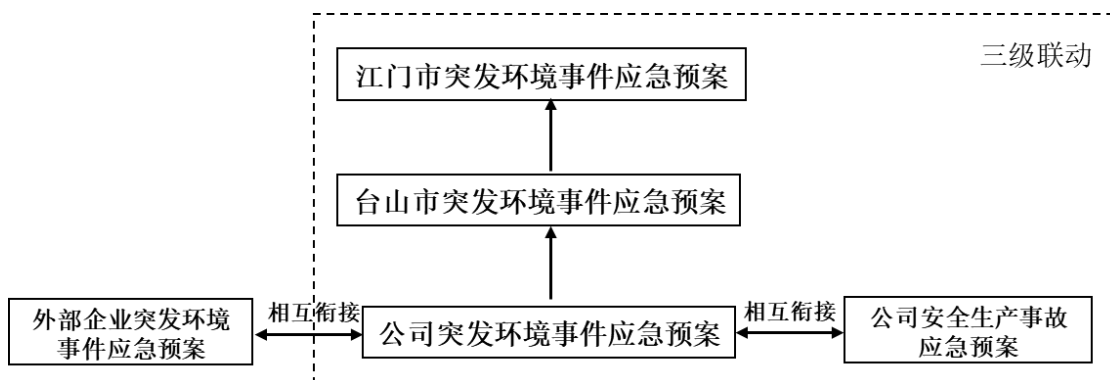 三级联动
江门市突发环境事件应急预案
台山市突发环境事件应急预案
外部企业突发环境
事件应急预案
相互衔接
公司突发环境事件应急预案
相互衔接
公司安全生产事故
应急预案